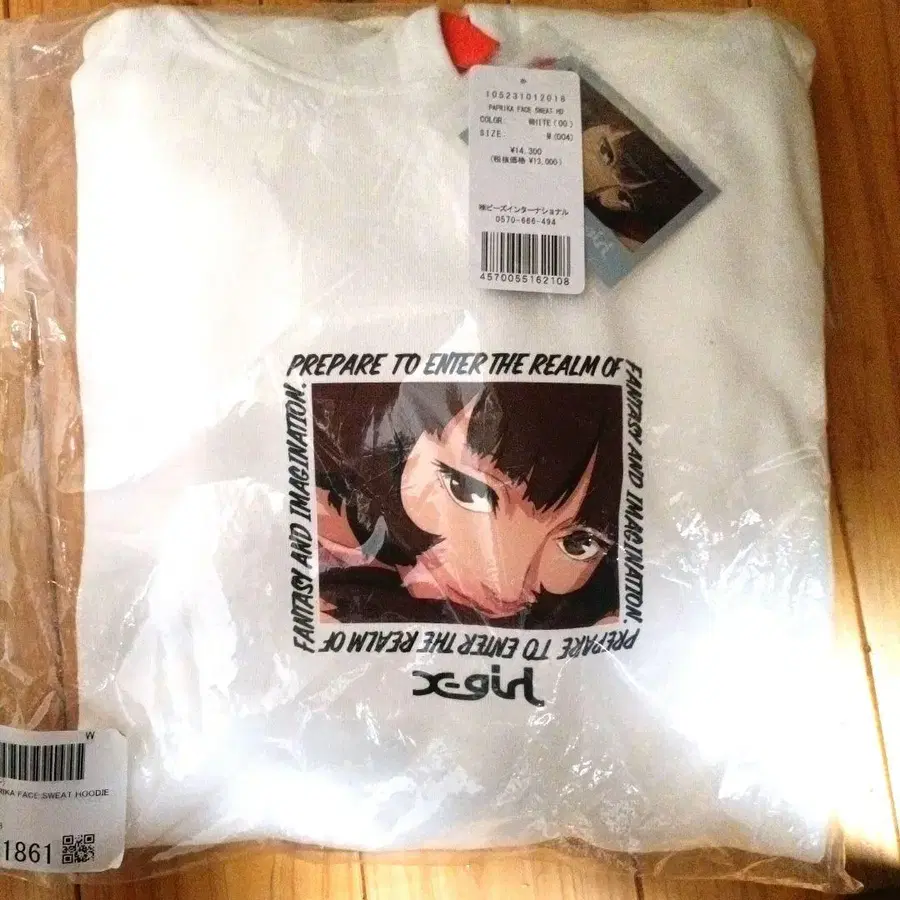 105231012018
PAPRIKA FACE SWEAT HD
COLOR: WHITE(00)
SIZE: M(004)
¥14,300
(税抜価格 ¥13,000)
㈱ビーズインターナショナル
0570-666-494
4570055162108
girl
PREPARE TO ENTER THE REALM OF
FANTASY AND IMAGINATION.
PREPARE TO ENTER THE REALM OF
FANTASY AND IMAGINATION.
X-girl
W
RIKA FACE SWEAT HOODIE
1861